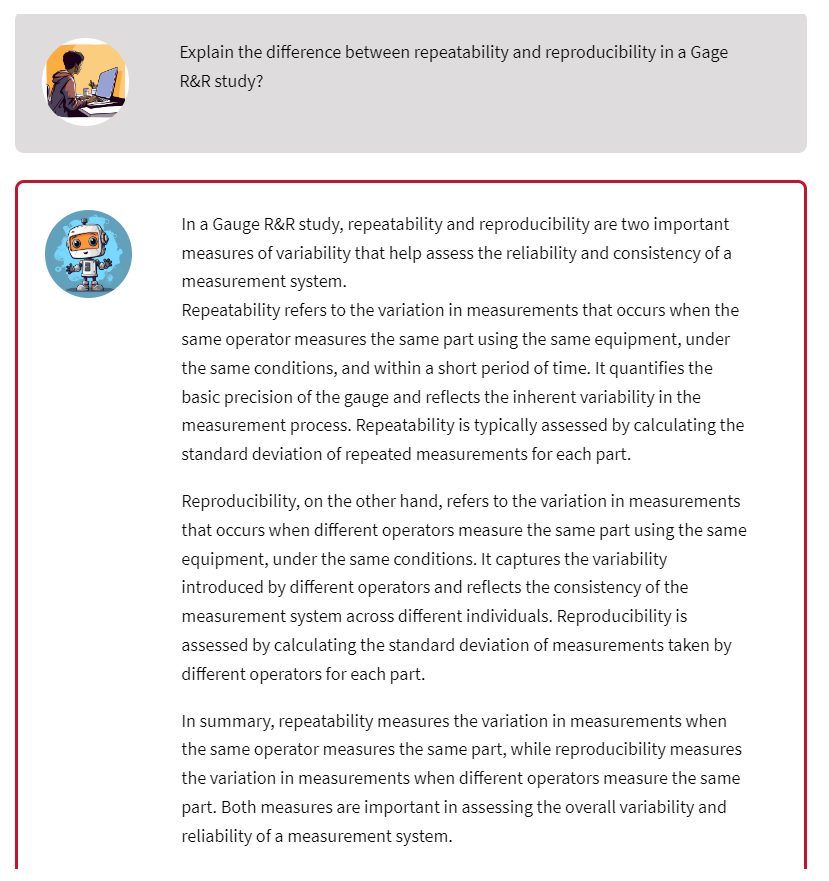 Explain the difference between repeatability and reproducibility in a Gage
R&R study?
In a Gauge R&R study, repeatability and reproducibility are two important
measures of variability that help assess the reliability and consistency of a
measurement system.
Repeatability refers to the variation in measurements that occurs when the
same operator measures the same part using the same equipment, under
the same conditions, and within a short period of time. It quantifies the
basic precision of the gauge and reflects the inherent variability in the
measurement process. Repeatability is typically assessed by calculating the
standard deviation of repeated measurements for each part.
Reproducibility, on the other hand, refers to the variation in measurements
that occurs when different operators measure the same part using the same
equipment, under the same conditions. It captures the variability
introduced by different operators and reflects the consistency of the
measurement system across different individuals. Reproducibility is
assessed by calculating the standard deviation of measurements taken by
different operators for each part.
In summary, repeatability measures the variation in measurements when
the same operator measures the same part, while reproducibility measures
the variation in measurements when different operators measure the same
part. Both measures are important in assessing the overall variability and
reliability of a measurement system.